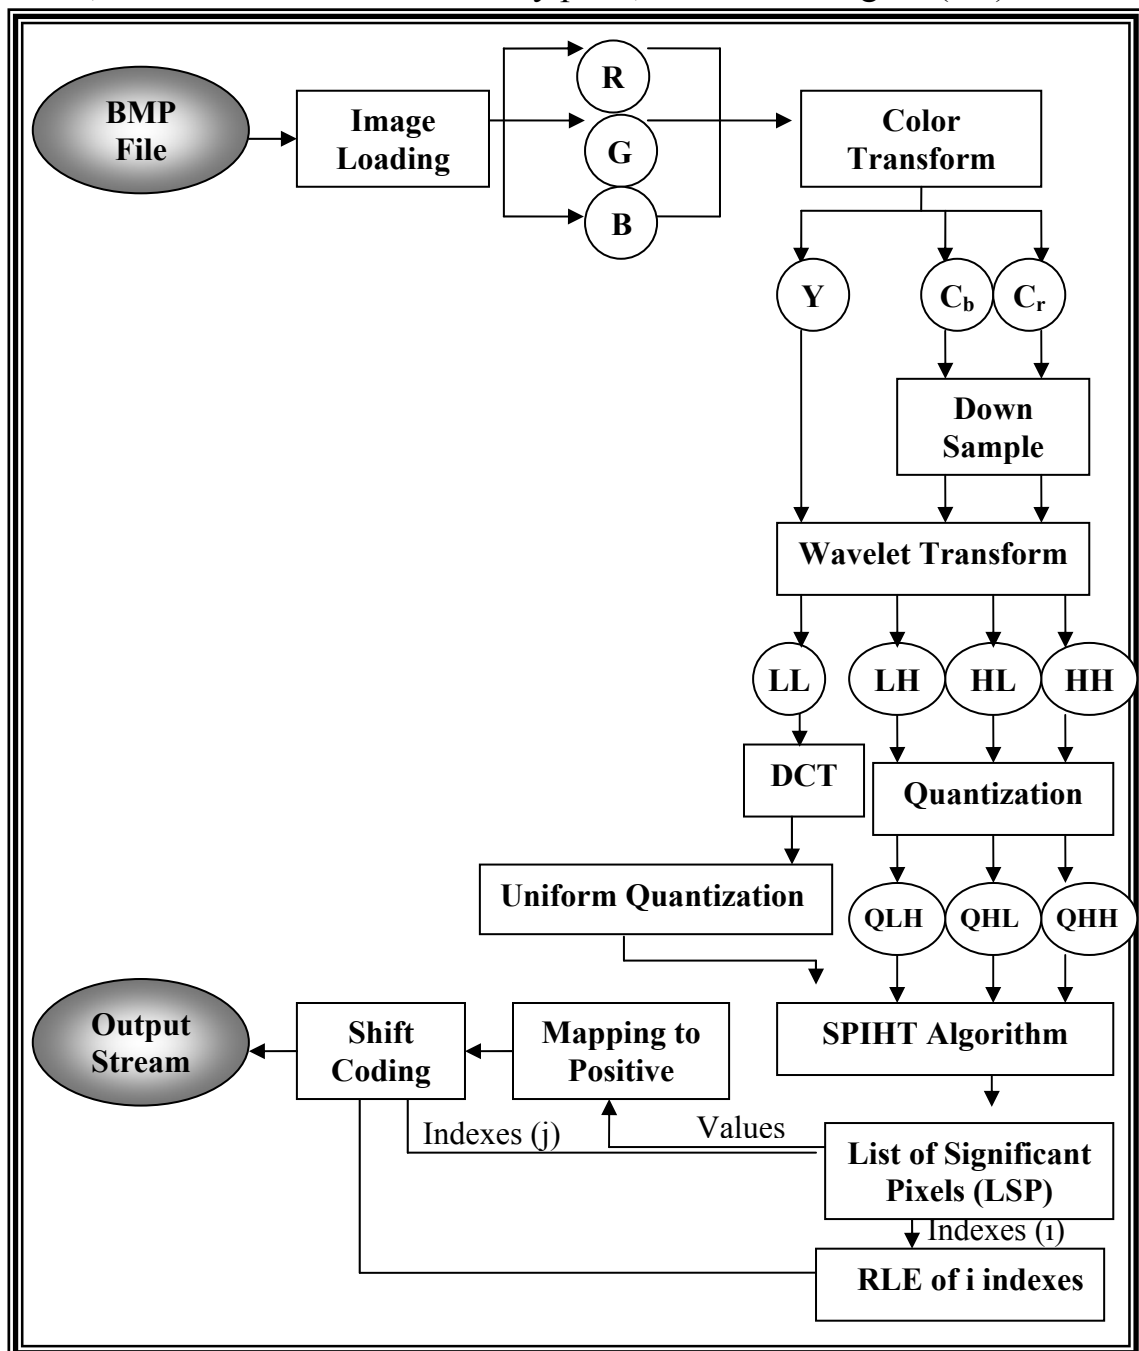 BMP
File
Image
Loading
R
G
B
Color
Transform
Y
Cb
Cr
Down
Sample
Wavelet Transform
LL
LH
HL
HH
DCT
Quantization
Uniform Quantization
QLH
QHL
QHH
Output
Stream
Shift
Coding
Mapping to
Positive
SPIHT Algorithm
Indexes (j)
Values
List of Significant
Pixels (LSP)
Indexes (i)
RLE of i indexes